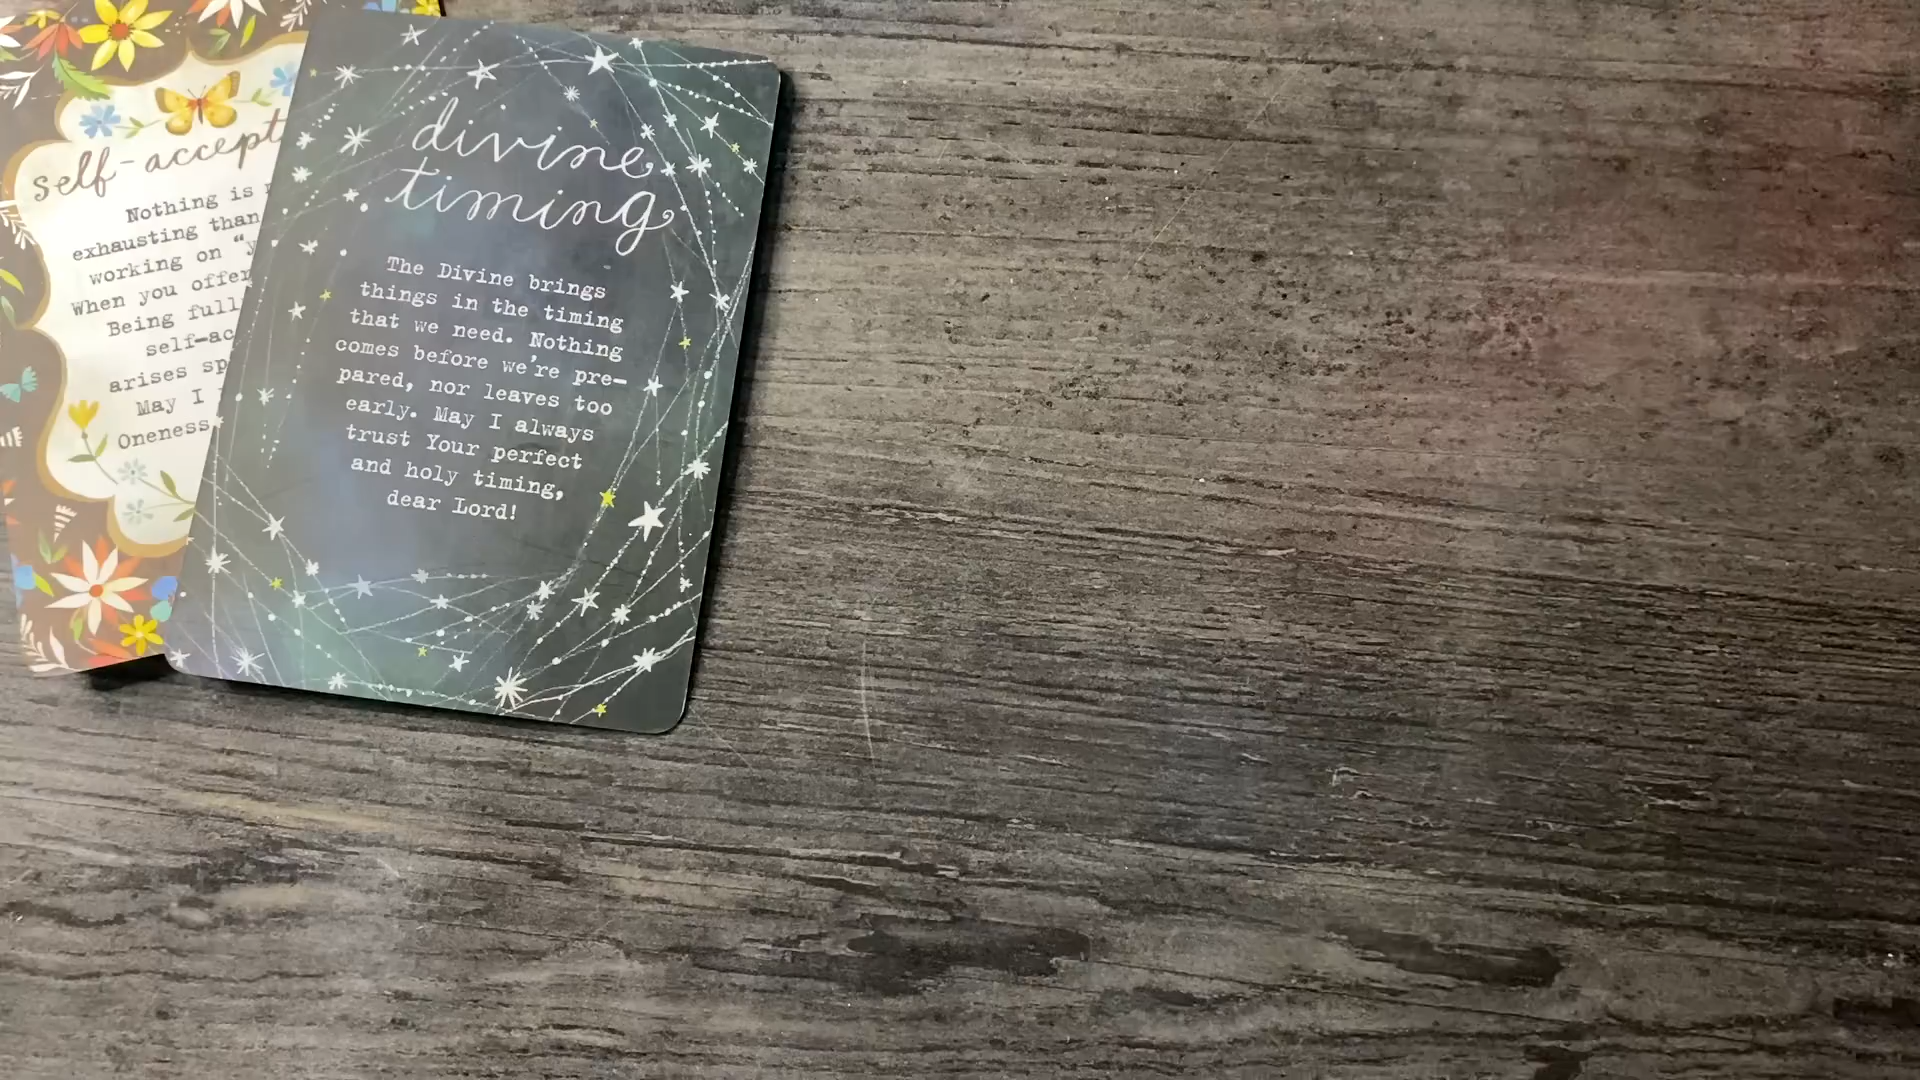 self-accept
Nothing is
exhausting than
working on "y
When you offer
Being full
self-ac
arises sp
May I
Oneness
divine
timing
The Divine brings
things in the timing
that we need. Nothing
comes before we're pre-
pared, nor leaves too
early. May I always
trust Your perfect
and holy timing,
dear Lord!